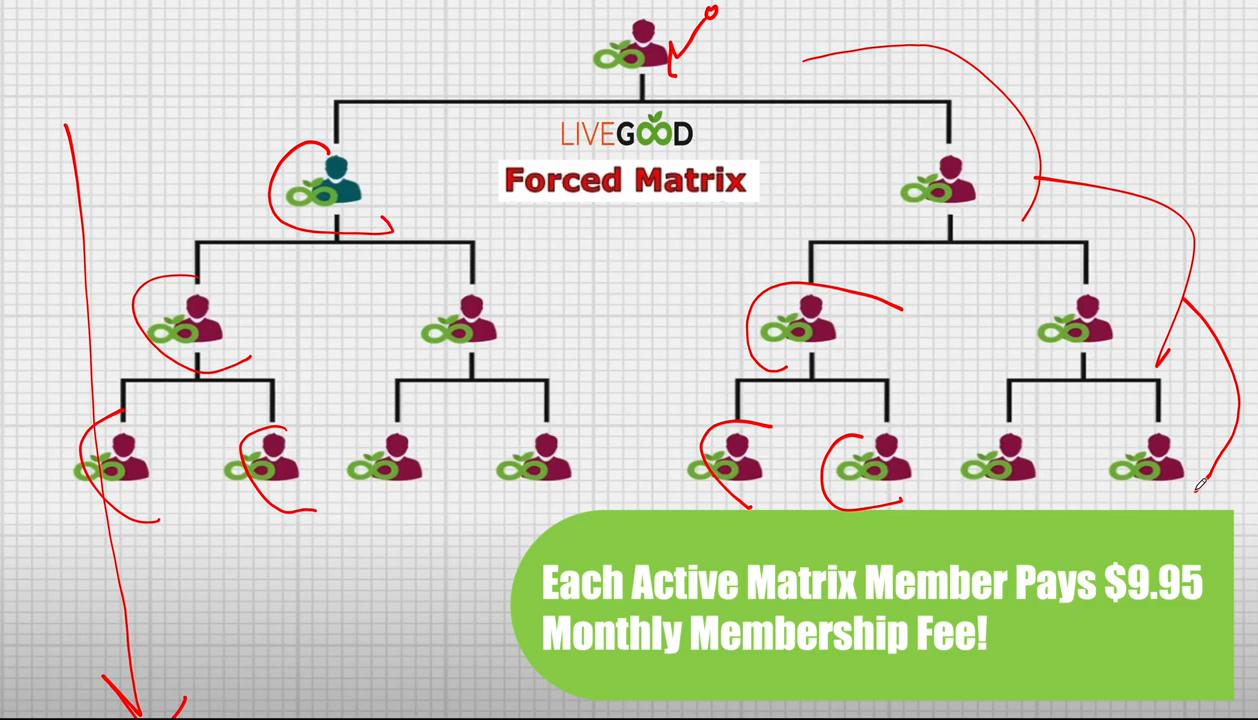 LIVEGOOD
Forced Matrix
Each Active Matrix Member Pays $9.95
Monthly Membership Fee!